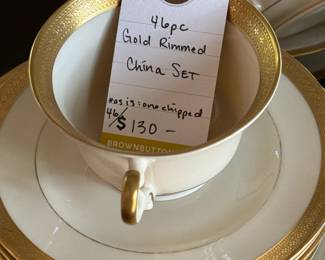 46pc
Gold Rimmed
China Set
as is: one chipped
46/$130-
BROWNBUTTON